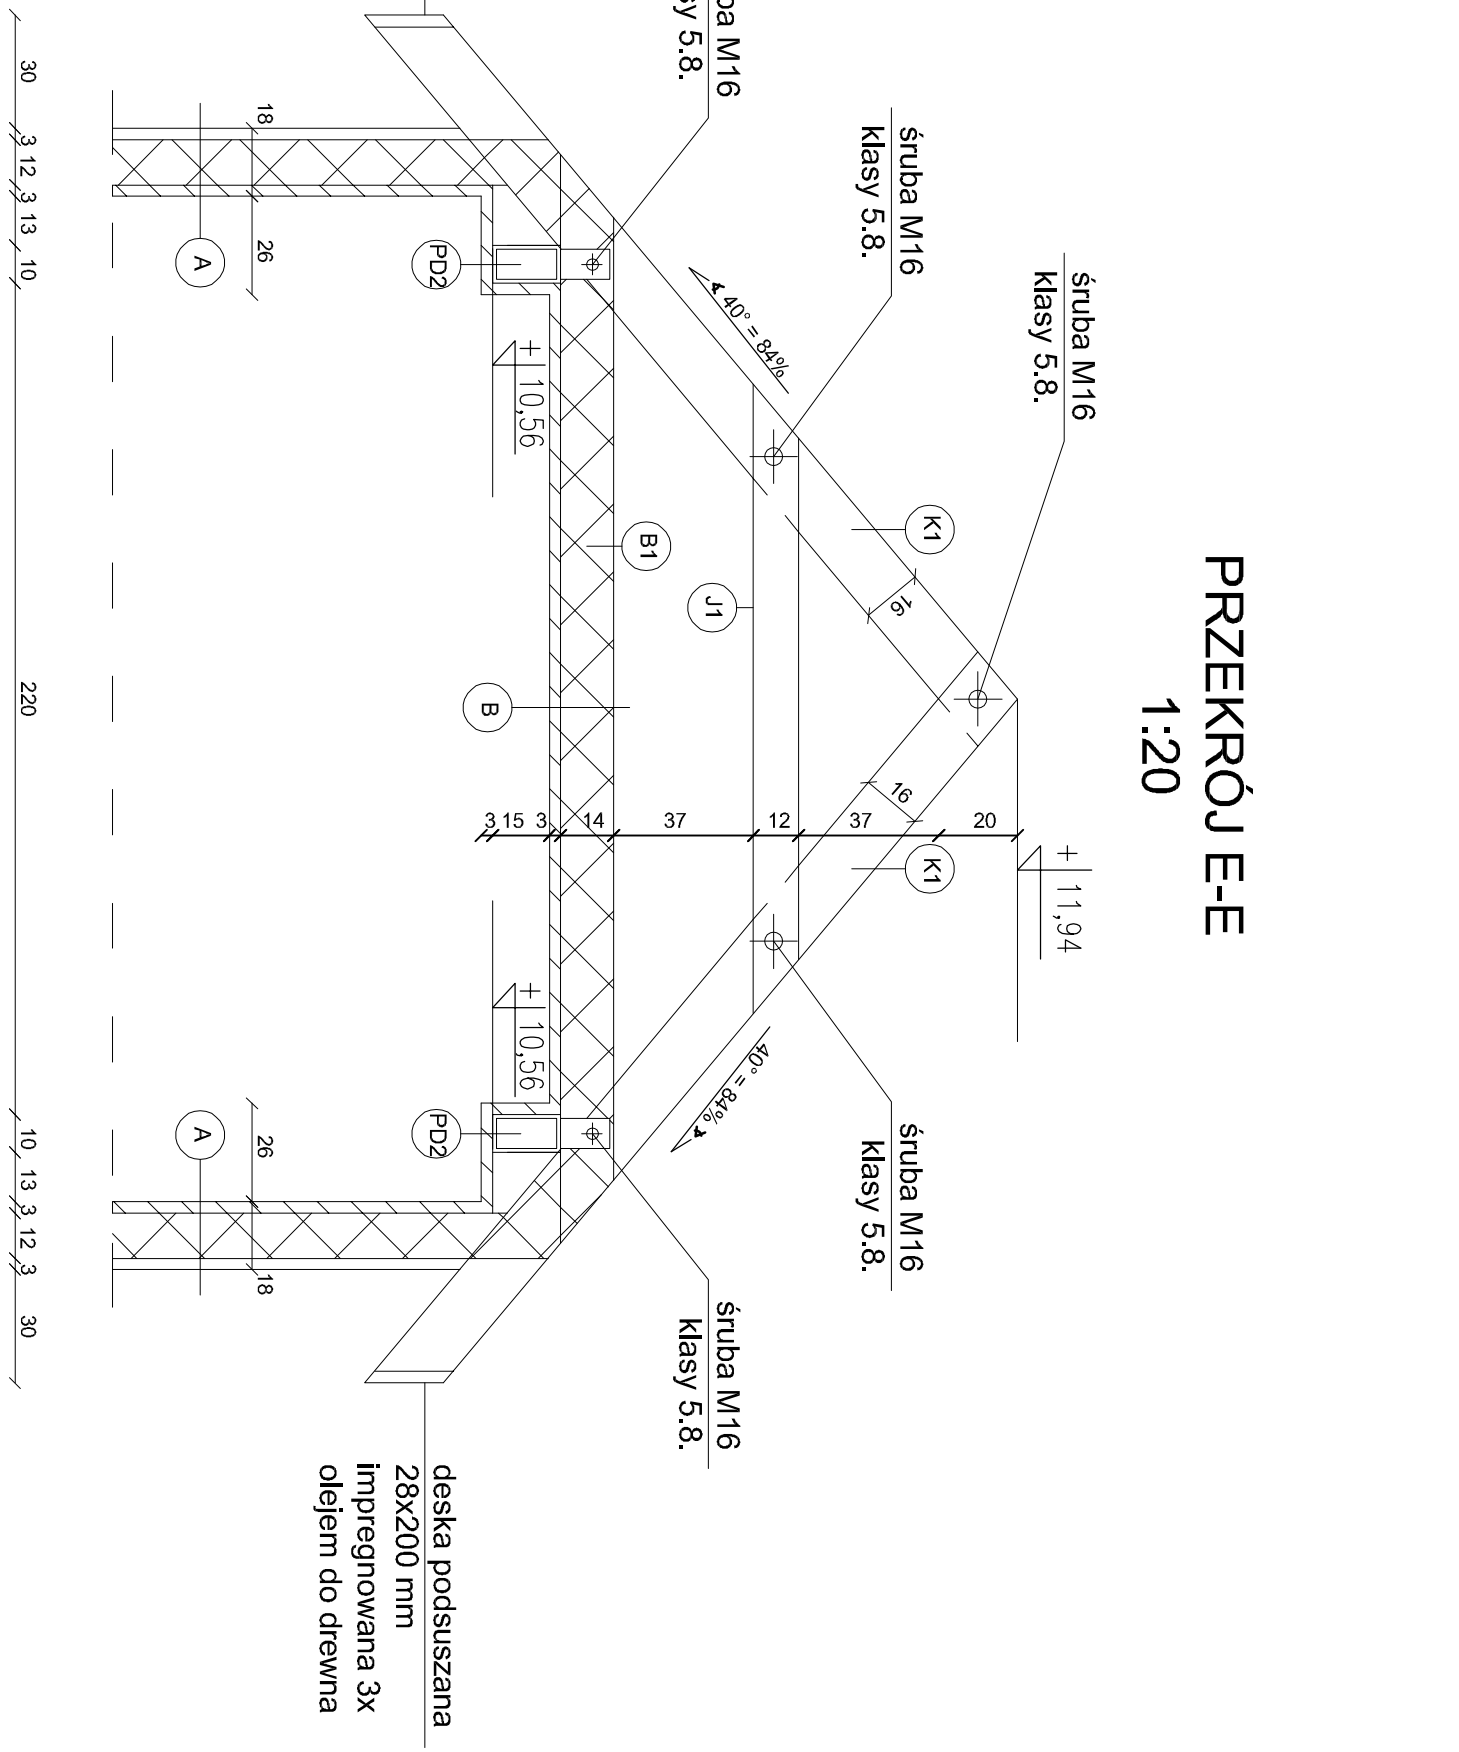 PRZEKRÓJ E-E
1:20
śruba M16
klasy 5.8.
+ 11,94
śruba M16
klasy 5.8.
śruba M16
klasy 5.8.
M16
5.8.
śruba M16
klasy 5.8.
K1
K1
16
16
40° = 84%
40° = 84%
J1
B1
B
3 15 3 14 37 12 37 20
+ 10,56
+ 10,56
PD2
PD2
deska podsuszana
28x200 mm
impregnowana 3x
olejem do drewna
18
26
26
18
A
A
30 3 12 3 13 10 220 10 13 3 12 3 30